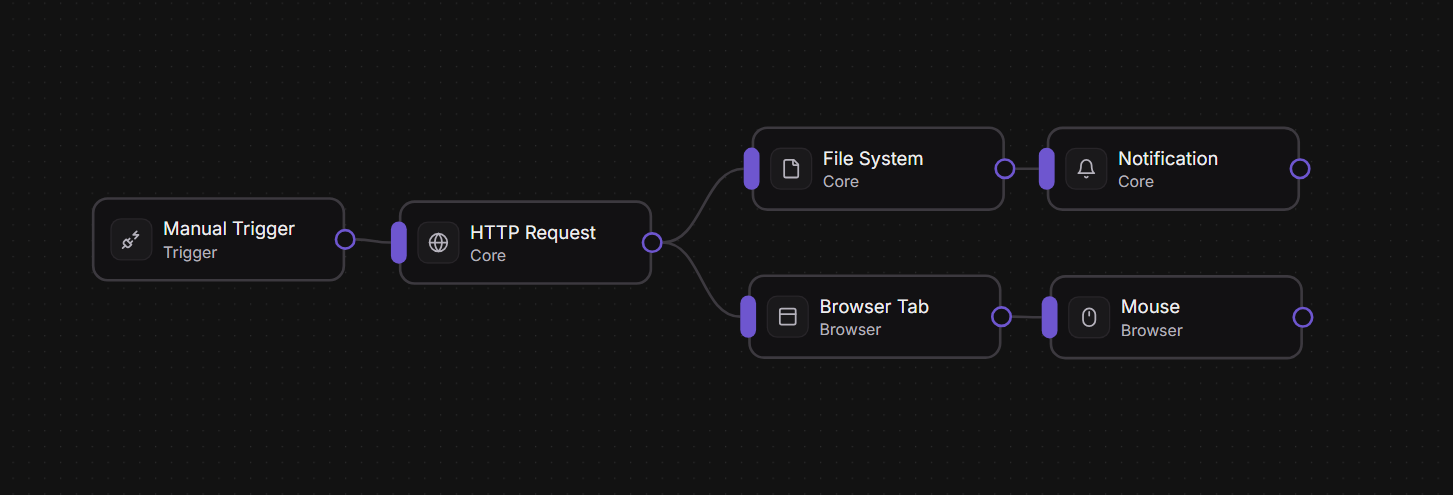 Manual Trigger
Trigger
HTTP Request
Core
File System
Core
Notification
Core
Browser Tab
Browser
Mouse
Browser